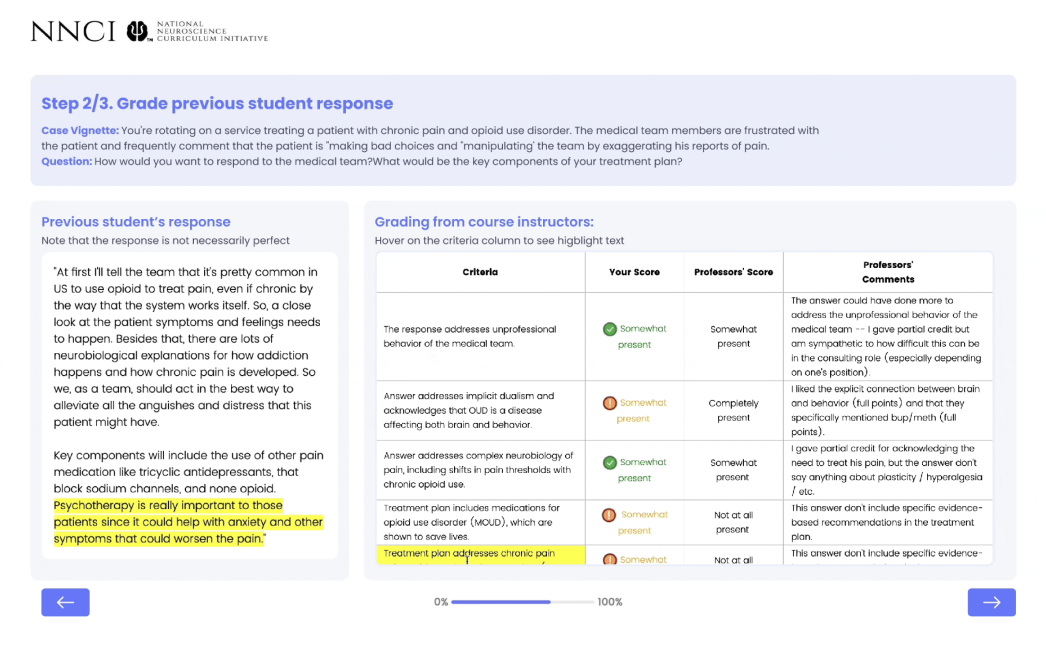 NNCI
NATIONAL
NEUROSCIENCE
CURRICULUM INITIATIVE
TM
Step 2/3. Grade previous student response
Case Vignette: You're rotating on a service treating a patient with chronic pain and opioid use disorder. The medical team members are frustrated with
the patient and frequently comment that the patient is "making bad choices and "manipulating' the team by exaggerating his reports of pain.
Question: How would you want to respond to the medical team?What would be the key components of your treatment plan?
Previous student's response
Note that the response is not necessarily perfect
"At first I'll tell the team that it's pretty common in
US to use opioid to treat pain, even if chronic by
the way that the system works itself. So, a close
look at the patient symptoms and feelings needs
to happen. Besides that, there are lots of
neurobiological explanations for how addiction
happens and how chronic pain is developed. So
we, as a team, should act in the best way to
alleviate all the anguishes and distress that this
patient might have.
Key components will include the use of other pain
medication like tricyclic antidepressants, that
block sodium channels, and none opioid.
Psychotherapy is really important to those
patients since it could help with anxiety and other
symptoms that could worsen the pain."
Grading from course instructors:
Hover on the criteria column to see higblight text
Criteria
Your Score
Professors' Score
Professors'
Comments
The response addresses unprofessional
behavior of the medical team.
Somewhat
present
Somewhat
present
The answer could have done more to
address the unprofessional behavior of the
medical team -- I gave partial credit but
am sympathetic to how difficult this can be
in the consulting role (especially depending
on one's position).
Answer addresses implicit dualism and
acknowledges that OUD is a disease
affecting both brain and behavior.
Somewhat
present
Completely
present
I liked the explicit connection between brain
and behavior (full points) and that they
specifically mentioned bup/meth (full
points).
Answer addresses complex neurobiology of
pain, including shifts in pain thresholds with
chronic opioid use.
Somewhat
present
Somewhat
present
I gave partial credit for acknowledging the
need to treat his pain, but the answer don't
say anything about plasticity / hyperalgesia
/ etc.
Treatment plan includes medications for
opioid use disorder (MOUD), which are
shown to save lives.
Somewhat
present
Not at all
present
This answer don't include specific evidence-
based recommendations in the treatment
plan.
Treatment plan addresses chronic pain
Somewhat
Not at all
This answer don't include specific evidence-
0%
100%